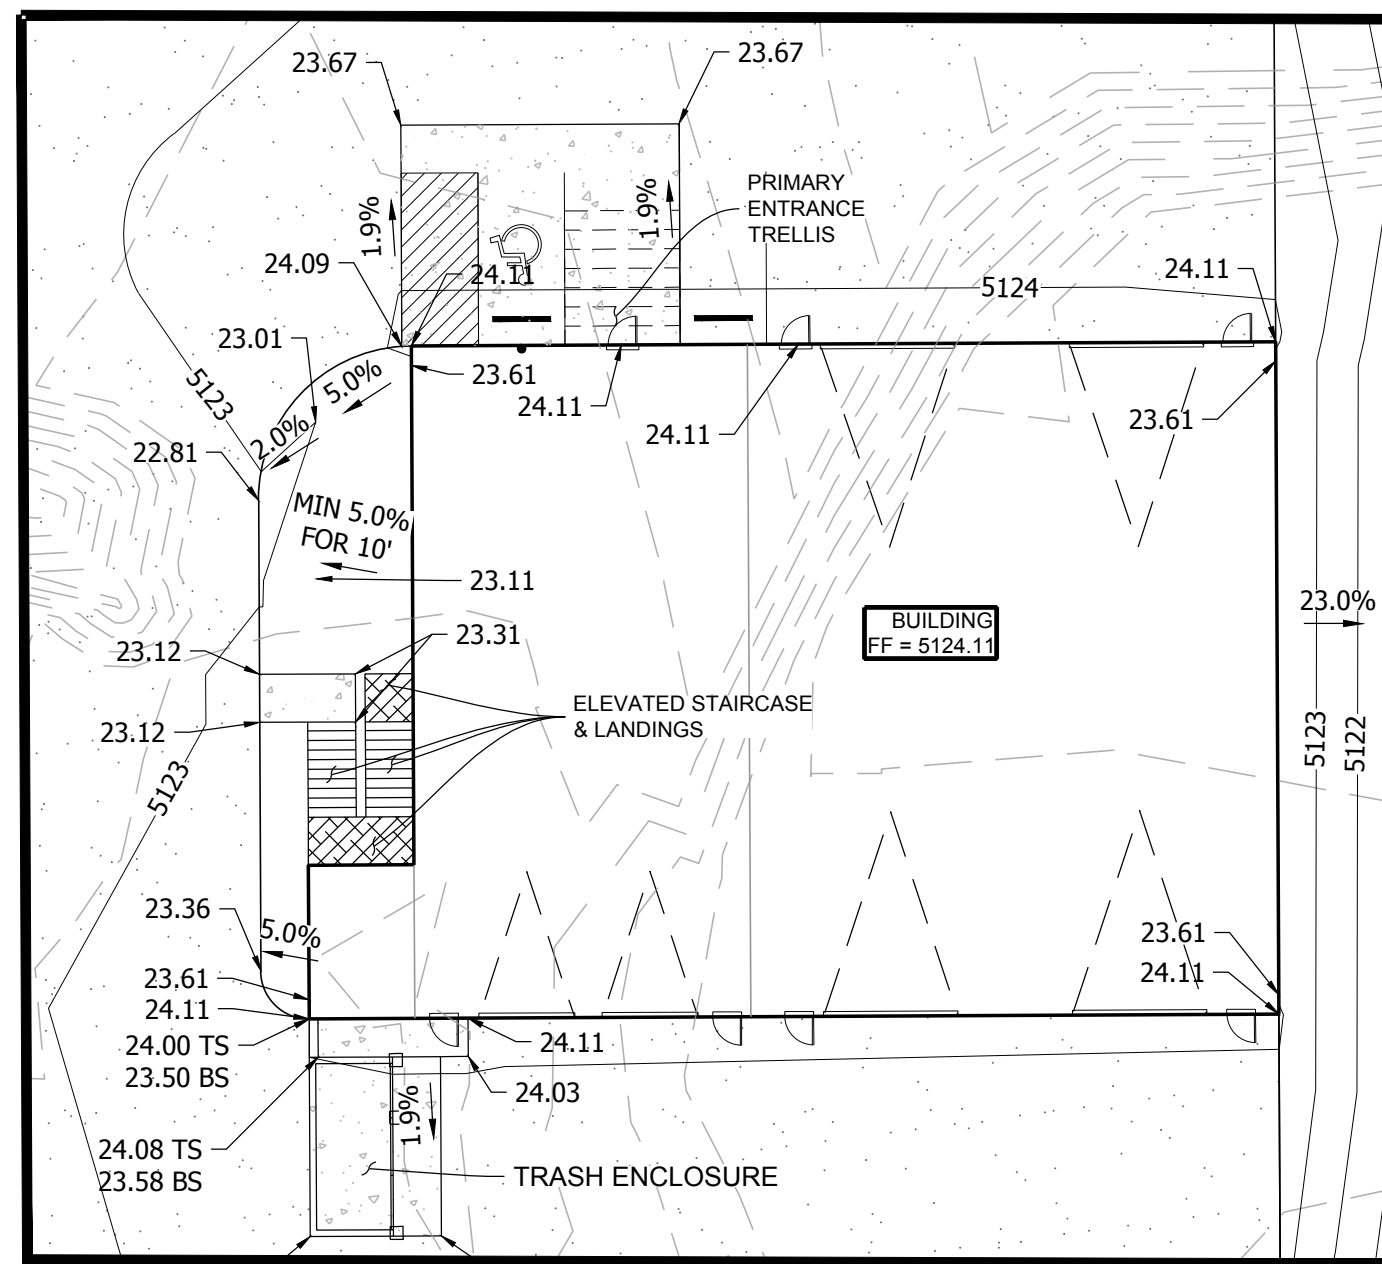 23.67
23.67
PRIMARY
ENTRANCE
TRELLIS
1.9%
1.9%
24.09
24.11
24.11
5124
23.01
5.0%
23.61
24.11
24.11
23.61
5123
2.0%
22.81
MIN 5.0%
FOR 10'
23.11
BUILDING
FF = 5124.11
23.0%
23.12
23.31
ELEVATED STAIRCASE
& LANDINGS
23.12
5123
5123
5122
23.36
5.0%
23.61
24.11
23.61
24.11
24.00 TS
23.50 BS
24.11
24.03
1.9%
24.08 TS
23.58 BS
TRASH ENCLOSURE